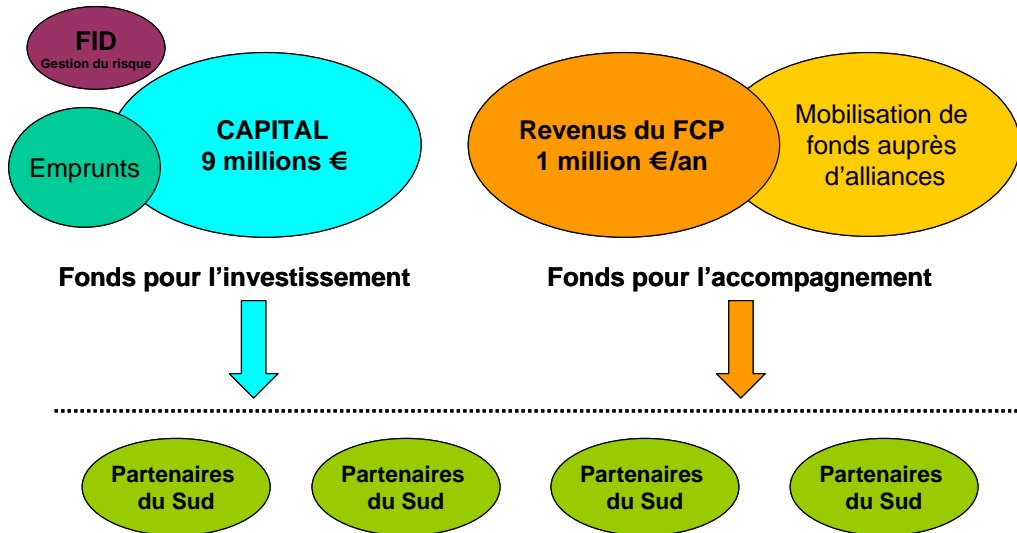 FID
Gestion du risque
CAPITAL
9 millions €
Emprunts
Revenus du FCP
1 million €/an
Mobilisation de
fonds auprès
d'alliances
Fonds pour l'investissement
Fonds pour l'accompagnement
Partenaires
du Sud
Partenaires
du Sud
Partenaires
du Sud
Partenaires
du Sud